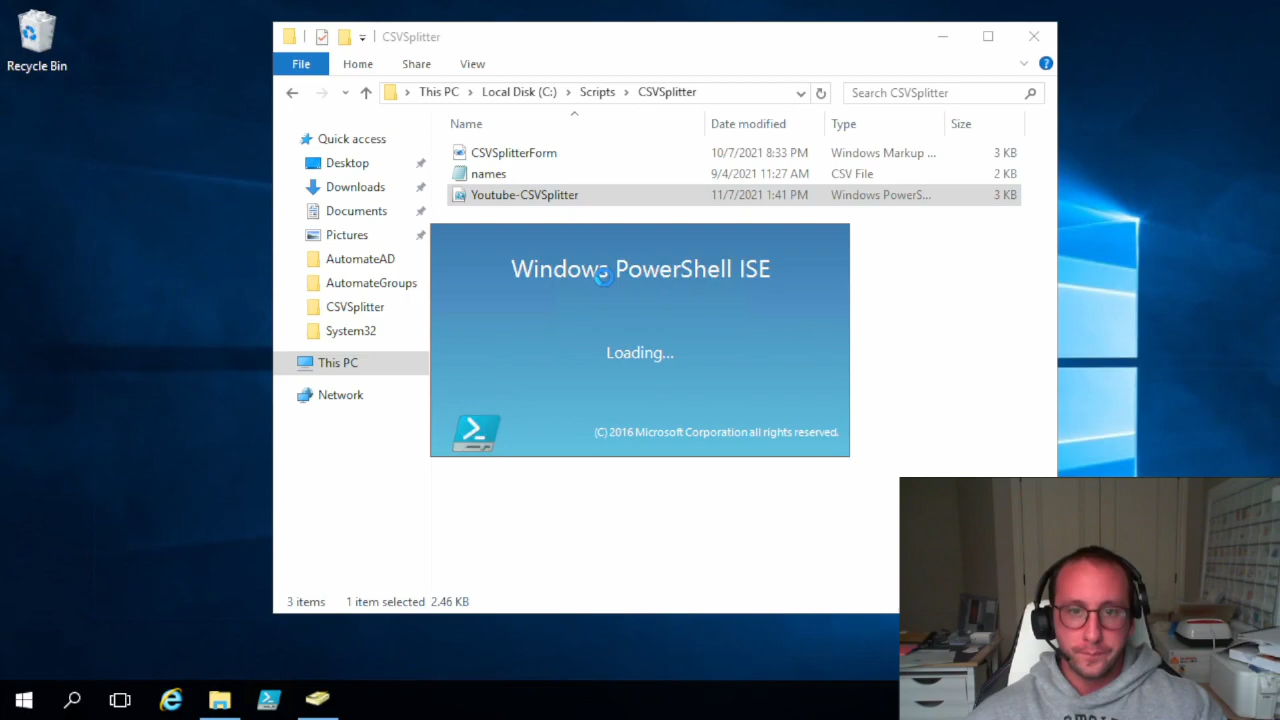 Recycle Bin
CSVSplitter
File
Home
Share
View
This PC
Local Disk (C:)
Scripts
CSVSplitter
Search CSVSplitter
Name
Date modified
Type
Size
Quick access
Desktop
Downloads
Documents
Pictures
AutomateAD
AutomateGroups
CSVSplitter
System32
This PC
Network
CSVSplitterForm
10/7/2021 8:33 PM
Windows Markup ...
3 KB
names
9/4/2021 11:27 AM
CSV File
2 KB
Youtube-CSVSplitter
11/7/2021 1:41 PM
Windows PowerS...
3 KB
Windows PowerShell ISE
Loading...
(C) 2016 Microsoft Corporation all rights reserved.
3 items
1 item selected
2.46 KB